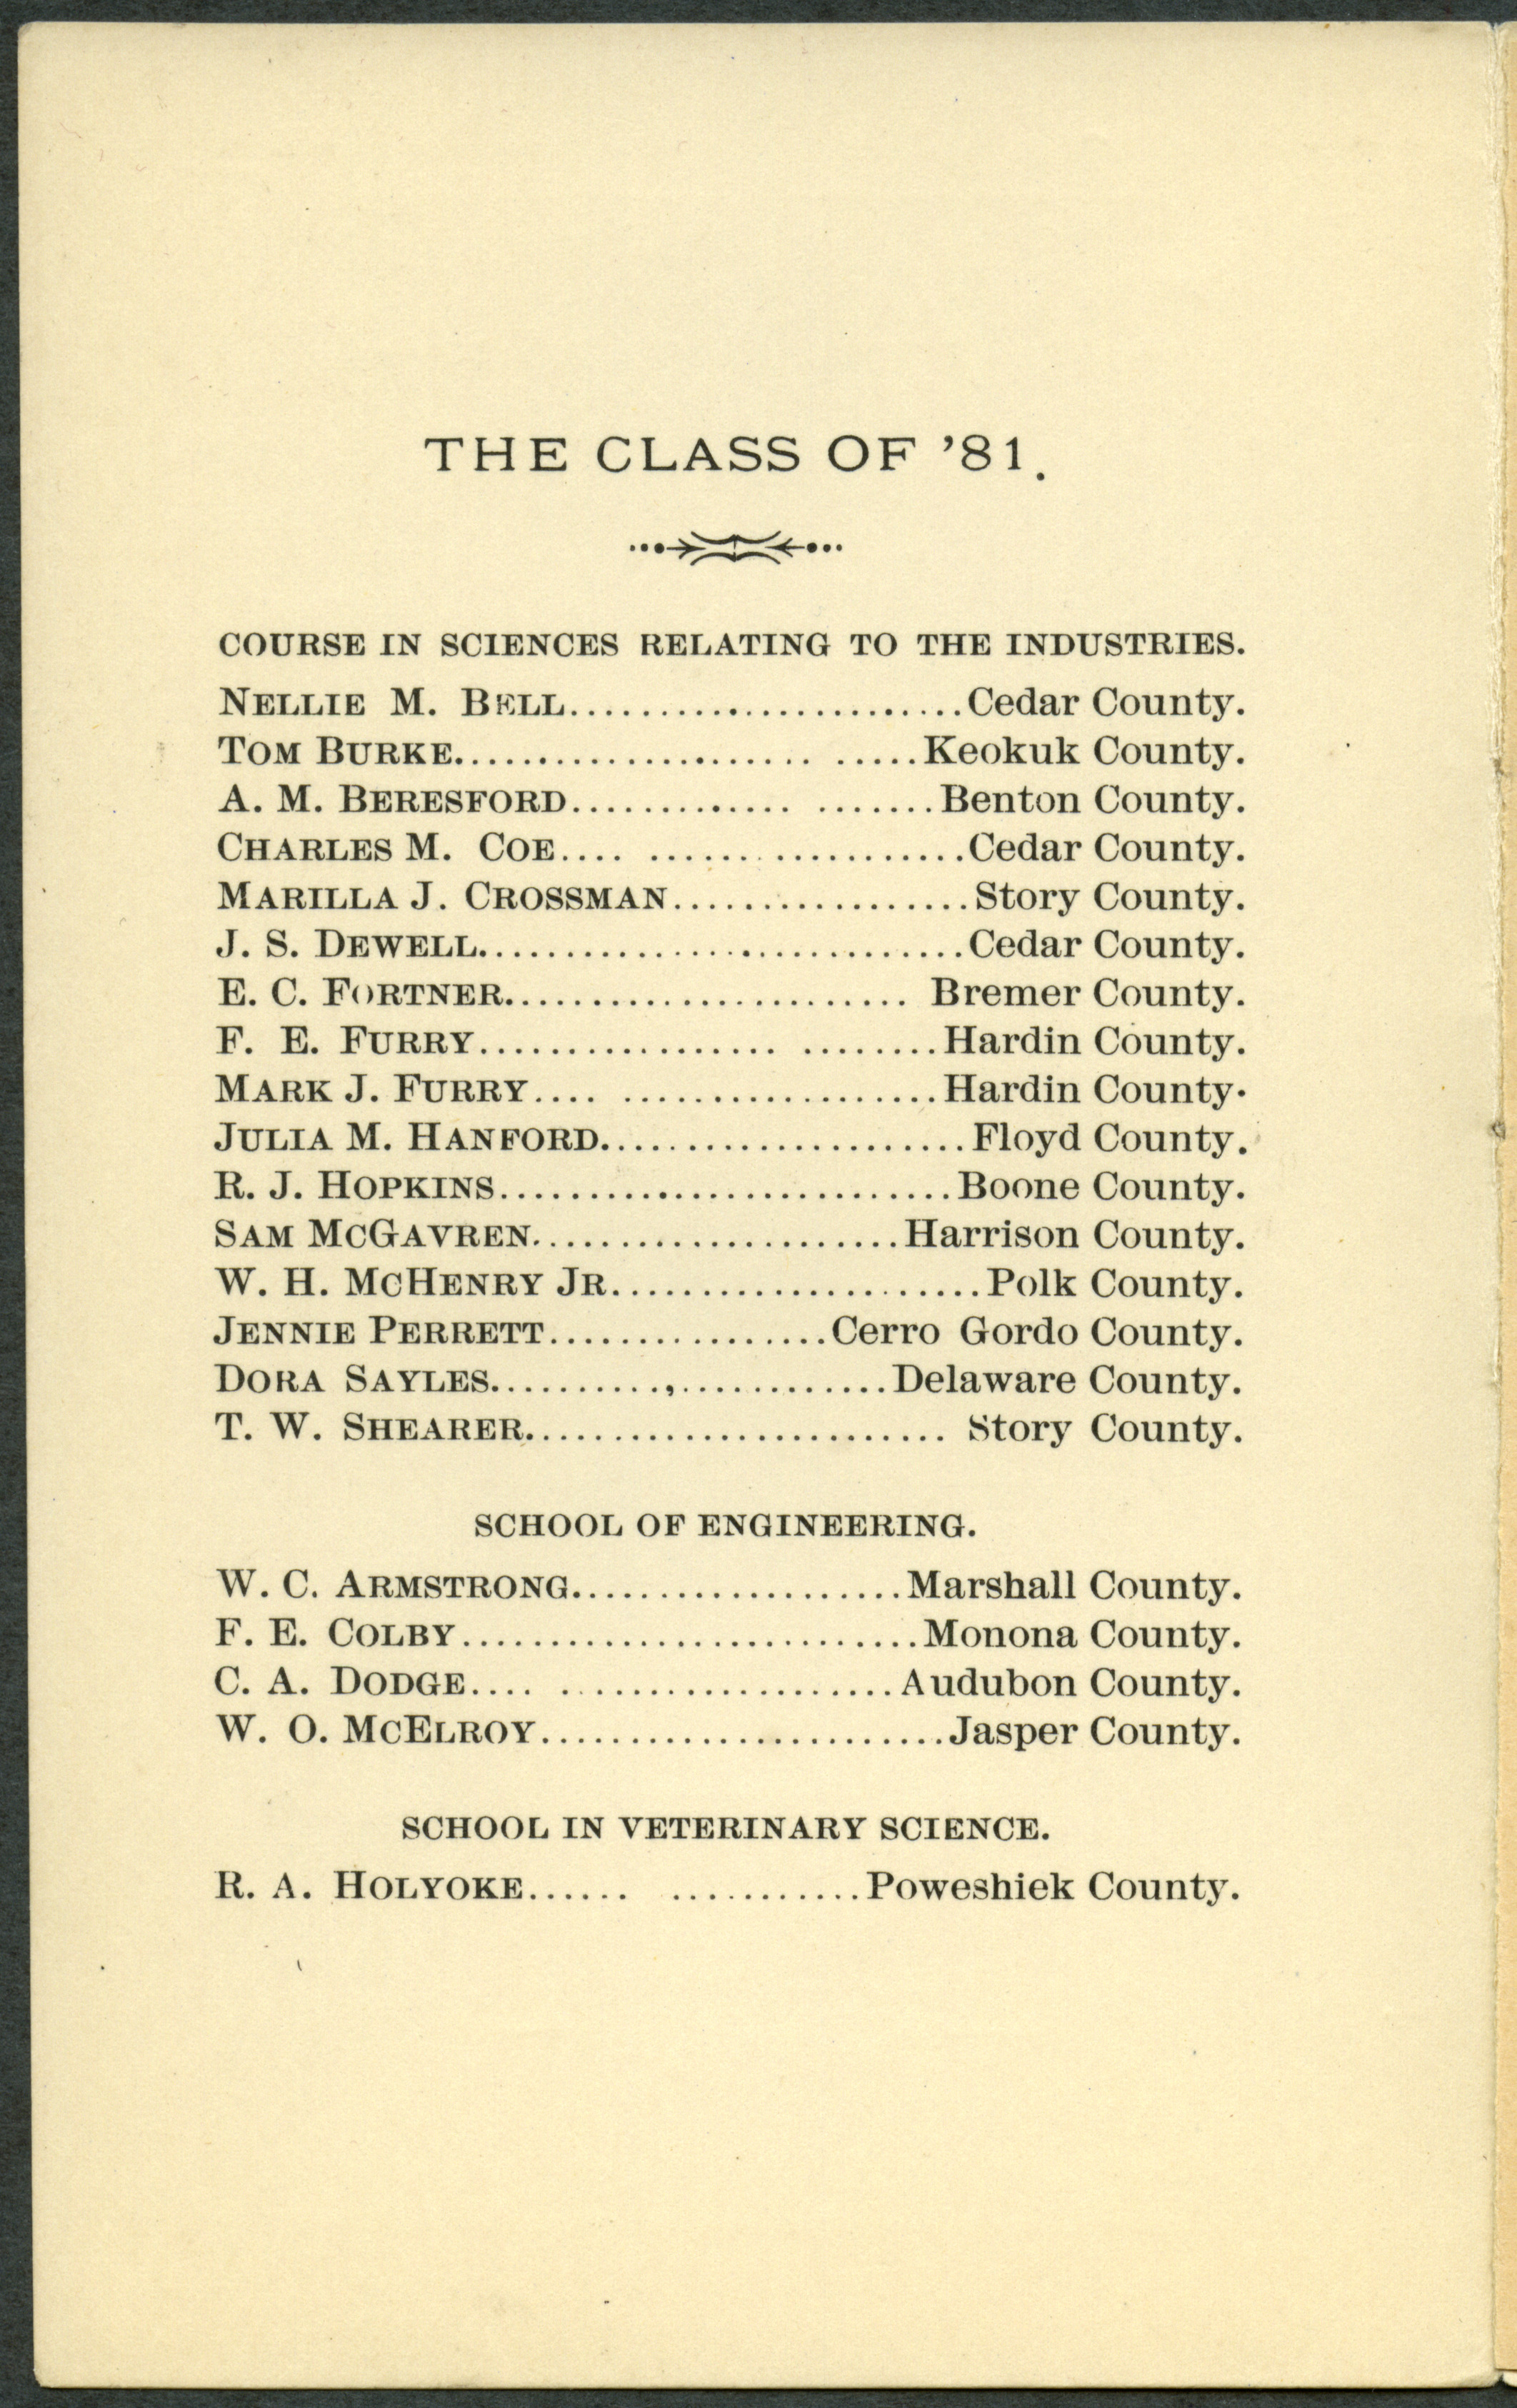 THE CLASS OF '81.
COURSE IN SCIENCES RELATING TO THE INDUSTRIES.
NELLIE M. BELL........................Cedar County.
TOM BURKE..................... .....Keokuk County.
A. M. BERESFORD............. .......Benton County.
CHARLES M. COE.... ....................Cedar County.
MARILLA J. CROSSMAN.................Story County.
J. S. DEWELL............................Cedar County.
E. C. FORTNER....................... Bremer County.
F. E. FURRY................. ........Hardin County.
MARK J. FURRY.... ..................Hardin County.
JULIA M. HANFORD.....................Floyd County.
R. J. HOPKINS..........................Boone County.
SAM MCGAVREN.....................Harrison County.
W. H. MCHENRY JR.....................Polk County.
JENNIE PERRETT................Cerro Gordo County.
DORA SAYLES..........,............Delaware County.
T. W. SHEARER........................ Story County.
SCHOOL OF ENGINEERING.
W. C. ARMSTRONG...................Marshall County.
F. E. COLBY..........................Monona County.
C. A. DODGE.... ...................Audubon County.
W. O. MCELROY.......................Jasper County.
SCHOOL IN VETERINARY SCIENCE.
R. A. HOLYOKE...... ...........Poweshiek County.